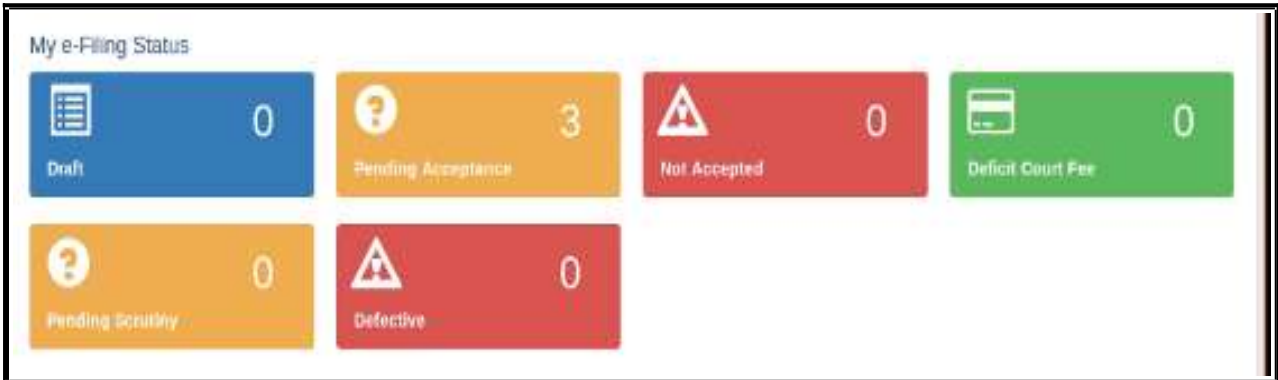 My e-Filing Status
0
Draft
3
Pending Acceptance
0
Not Accepted
0
Deficit Court Fee
0
Pending Scrutiny
0
Defective